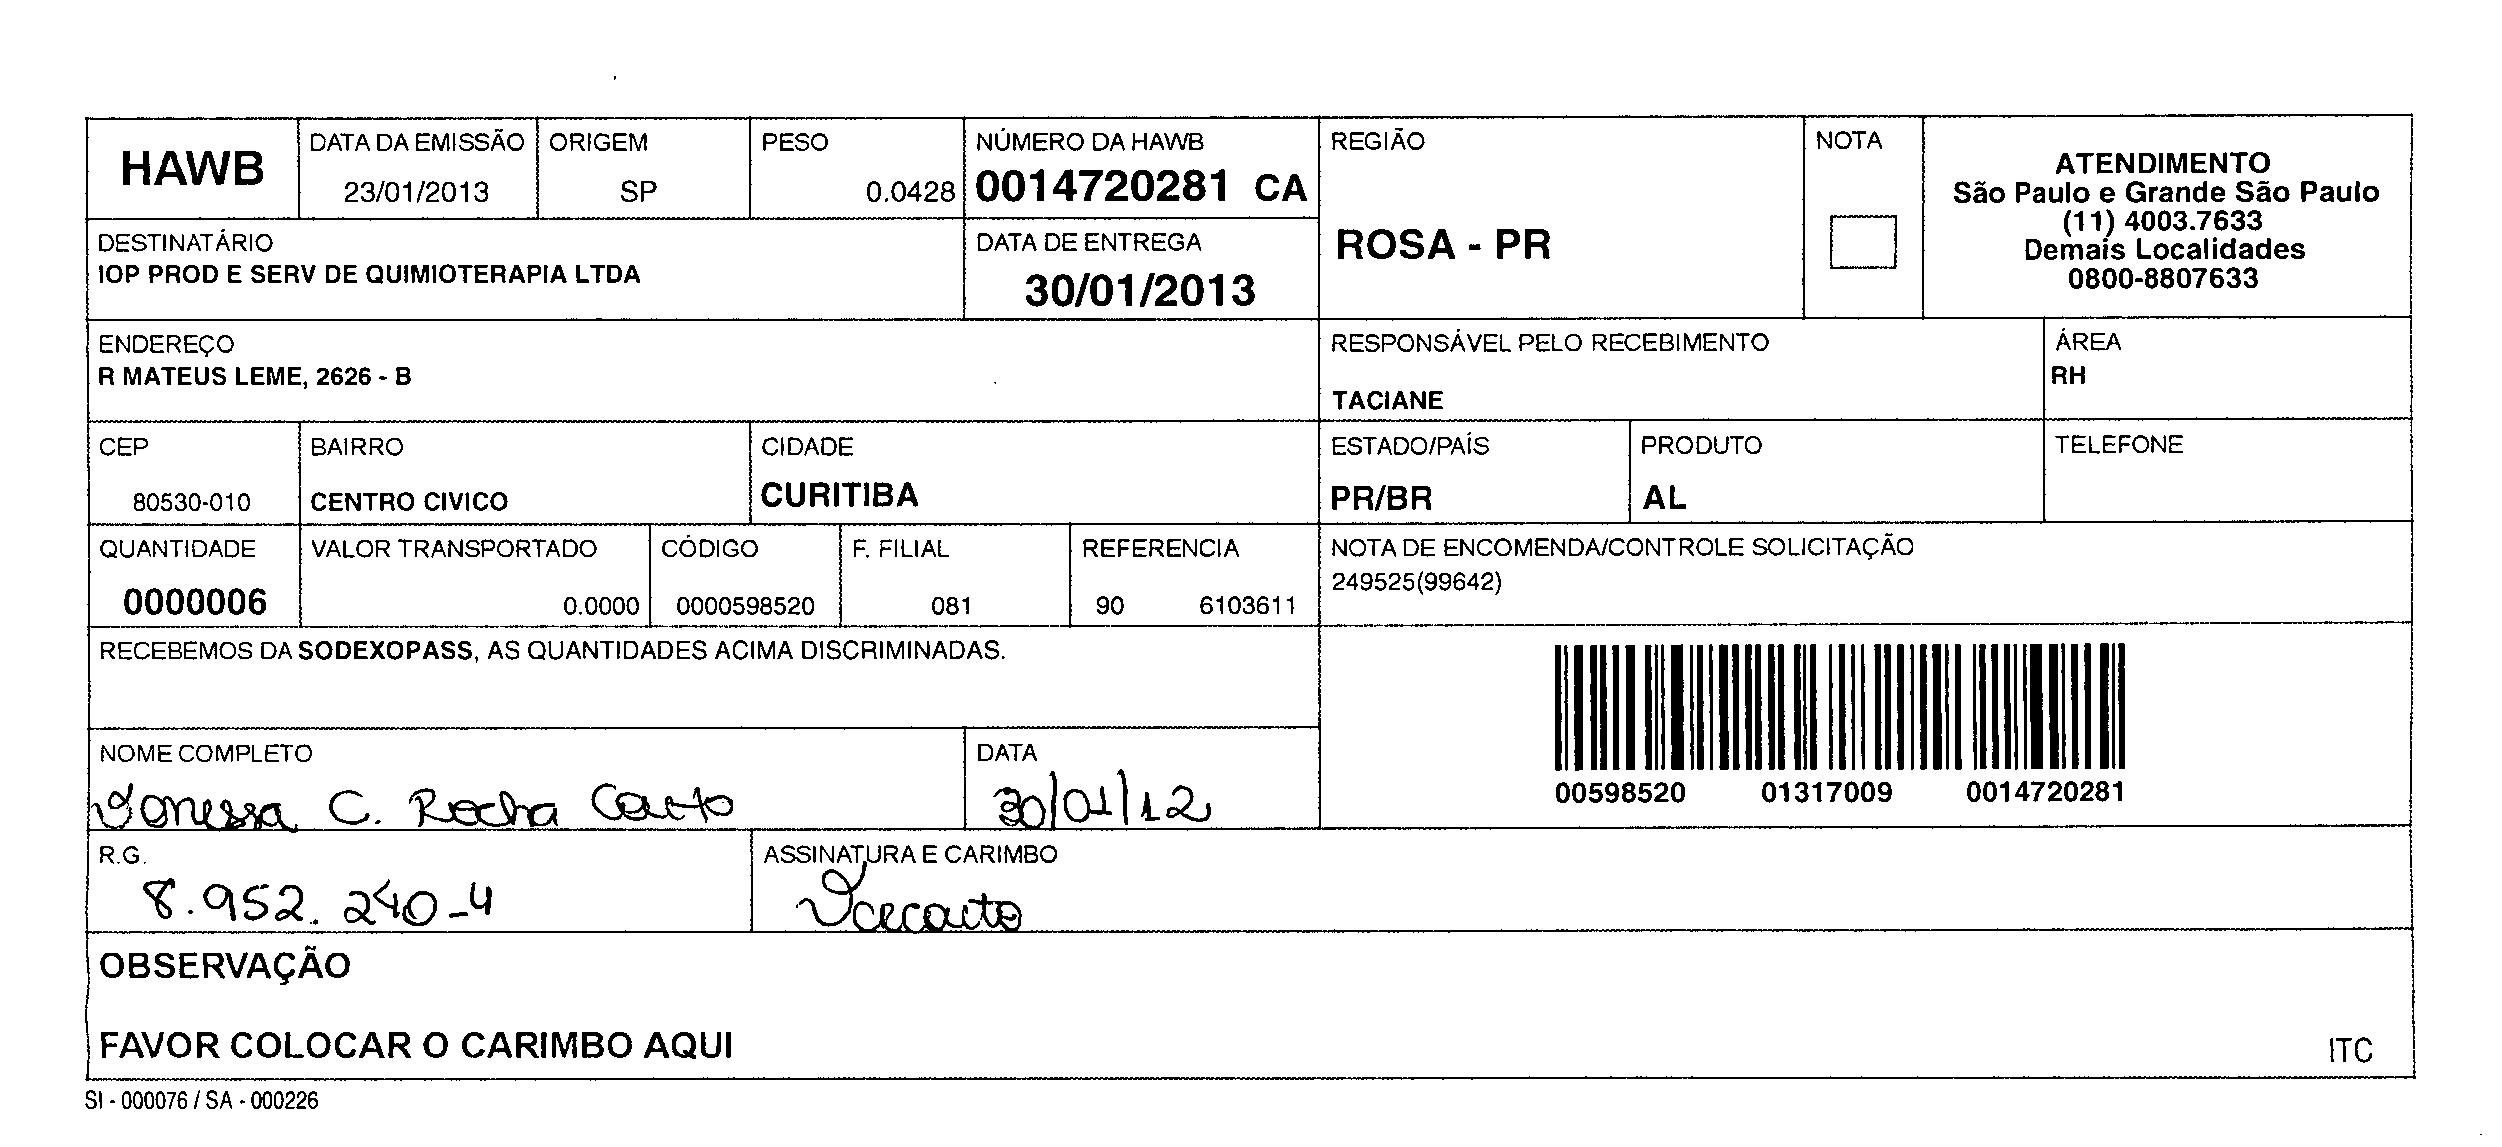 HAWB
DATA DA EMISSÃO
23/01/2013
ORIGEM
SP
PESO
0.0428
NÚMERO DA HAWB
0014720281 CA
REGIÃO
ROSA - PR
NOTA
ATENDIMENTO
São Paulo e Grande São Paulo
(11) 4003.7633
Demais Localidades
0800-8807633
DESTINATÁRIO
IOP PROD E SERV DE QUIMIOTERAPIA LTDA
DATA DE ENTREGA
30/01/2013
ENDEREÇO
R MATEUS LEME, 2626 - B
RESPONSÁVEL PELO RECEBIMENTO
TACIANE
ÁREA
RH
CEP
80530-010
BAIRRO
CENTRO CIVICO
CIDADE
CURITIBA
ESTADO/PAÍS
PR/BR
PRODUTO
AL
TELEFONE
QUANTIDADE
0000006
VALOR TRANSPORTADO
0.0000
CÓDIGO
0000598520
F. FILIAL
081
REFERENCIA
90 6103611
NOTA DE ENCOMENDA/CONTROLE SOLICITAÇÃO
249525(99642)
RECEBEMOS DA SODEXOPASS, AS QUANTIDADES ACIMA DISCRIMINADAS.
00598520 01317009 0014720281
NOME COMPLETO
Vanessa C. Rocha Couto
DATA
30/01/12
R.G.
8.952.240-4
ASSINATURA E CARIMBO
OBSERVAÇÃO
FAVOR COLOCAR O CARIMBO AQUI
ITC
SI - 000076 / SA - 000226